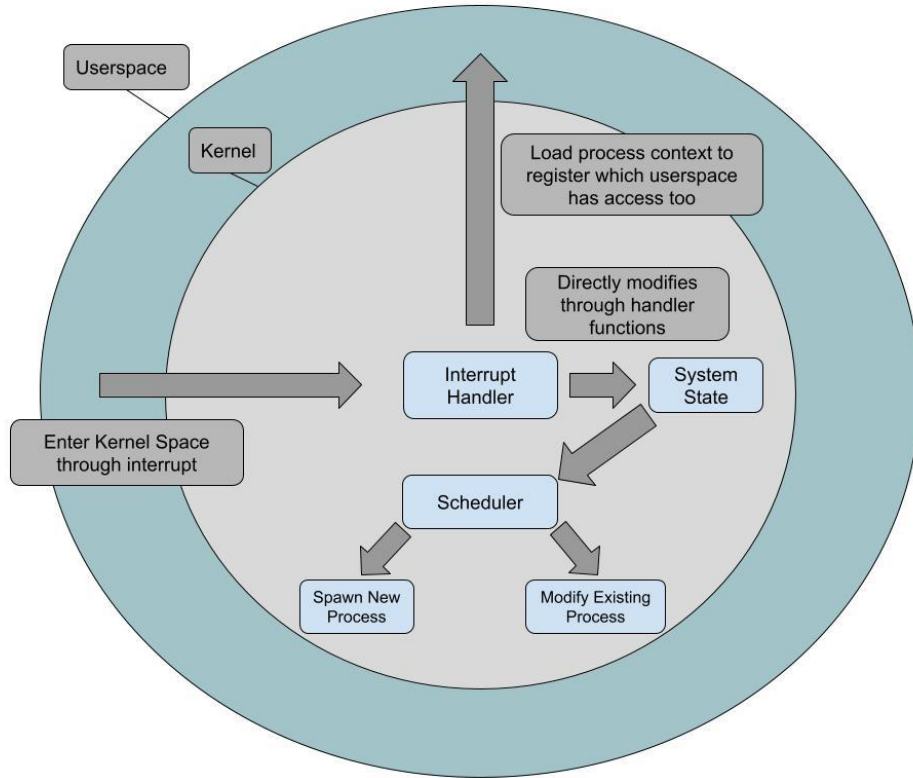 Userspace
Kernel
Load process context to
register which userspace
has access too
Directly modifies
through handler
functions
Interrupt
Handler
System
State
Enter Kernel Space
through interrupt
Scheduler
Spawn New
Process
Modify Existing
Process